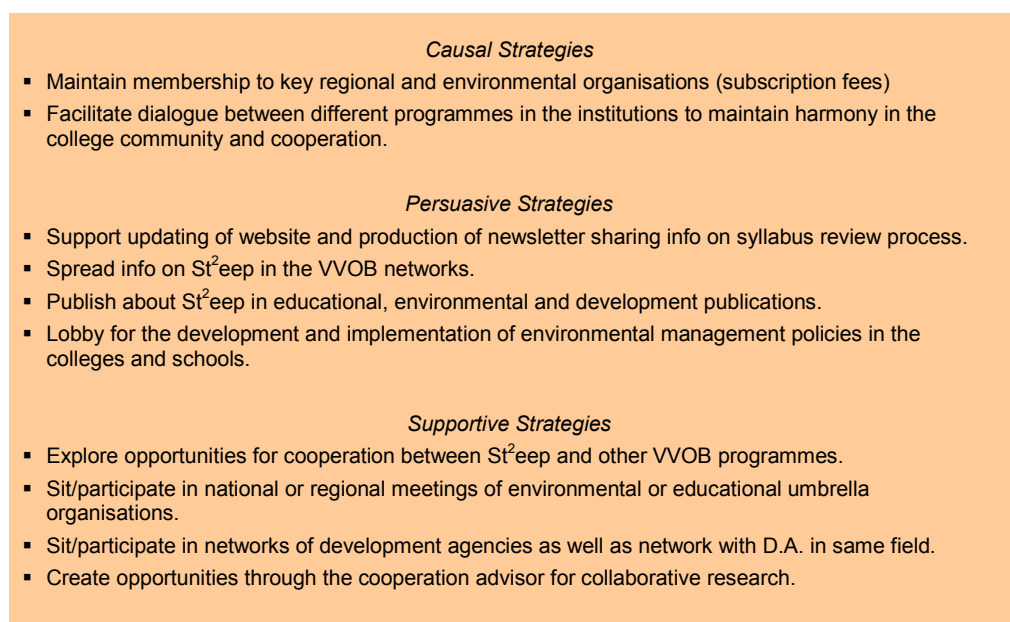 Causal Strategies
▪ Maintain membership to key regional and environmental organisations (subscription fees)
▪ Facilitate dialogue between different programmes in the institutions to maintain harmony in the
college community and cooperation.
Persuasive Strategies
▪ Support updating of website and production of newsletter sharing info on syllabus review process.
▪ Spread info on St²eep in the VVOB networks.
▪ Publish about St²eep in educational, environmental and development publications.
▪ Lobby for the development and implementation of environmental management policies in the
colleges and schools.
Supportive Strategies
▪ Explore opportunities for cooperation between St²eep and other VVOB programmes.
▪ Sit/participate in national or regional meetings of environmental or educational umbrella
organisations.
▪ Sit/participate in networks of development agencies as well as network with D.A. in same field.
▪ Create opportunities through the cooperation advisor for collaborative research.